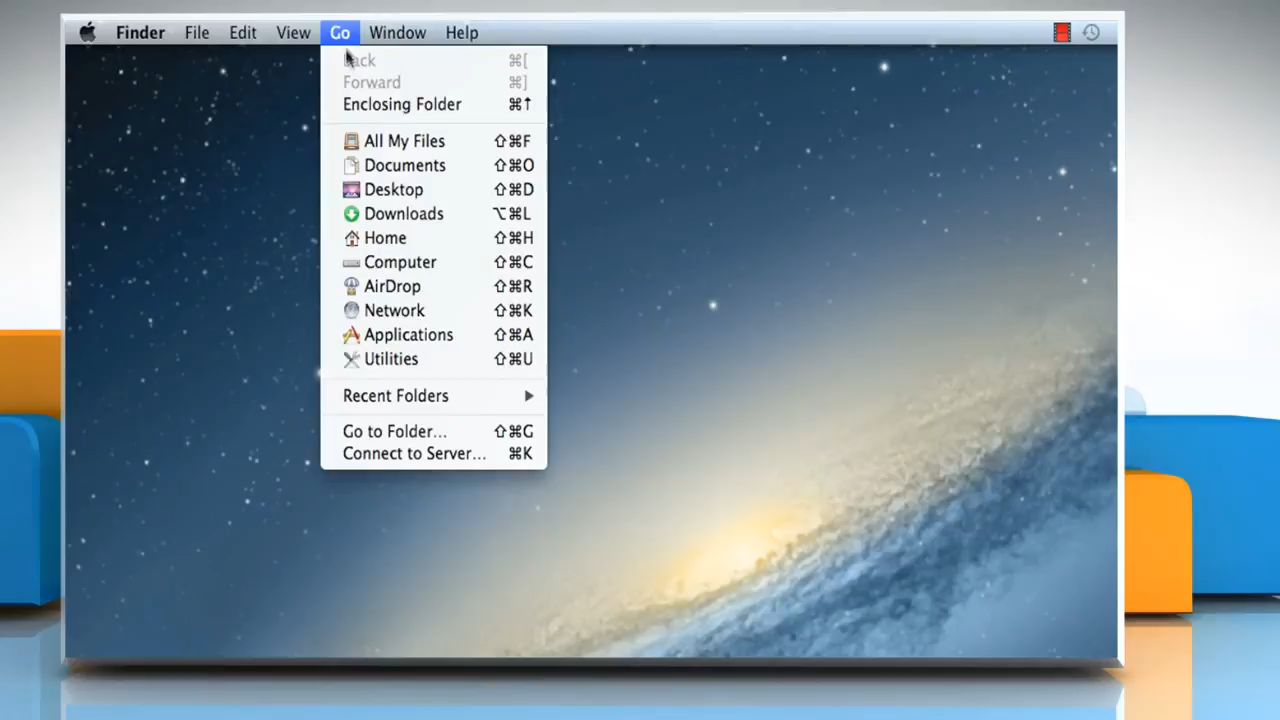 Finder File Edit View Go Window Help
ack ⌘[
Forward ⌘]
Enclosing Folder ⌘↑
All My Files ⇧⌘F
Documents ⇧⌘O
Desktop ⇧⌘D
Downloads ⌥⌘L
Home ⇧⌘H
Computer ⇧⌘C
AirDrop ⇧⌘R
Network ⇧⌘K
Applications ⇧⌘A
Utilities ⇧⌘U
Recent Folders ▶
Go to Folder... ⇧⌘G
Connect to Server... ⌘K